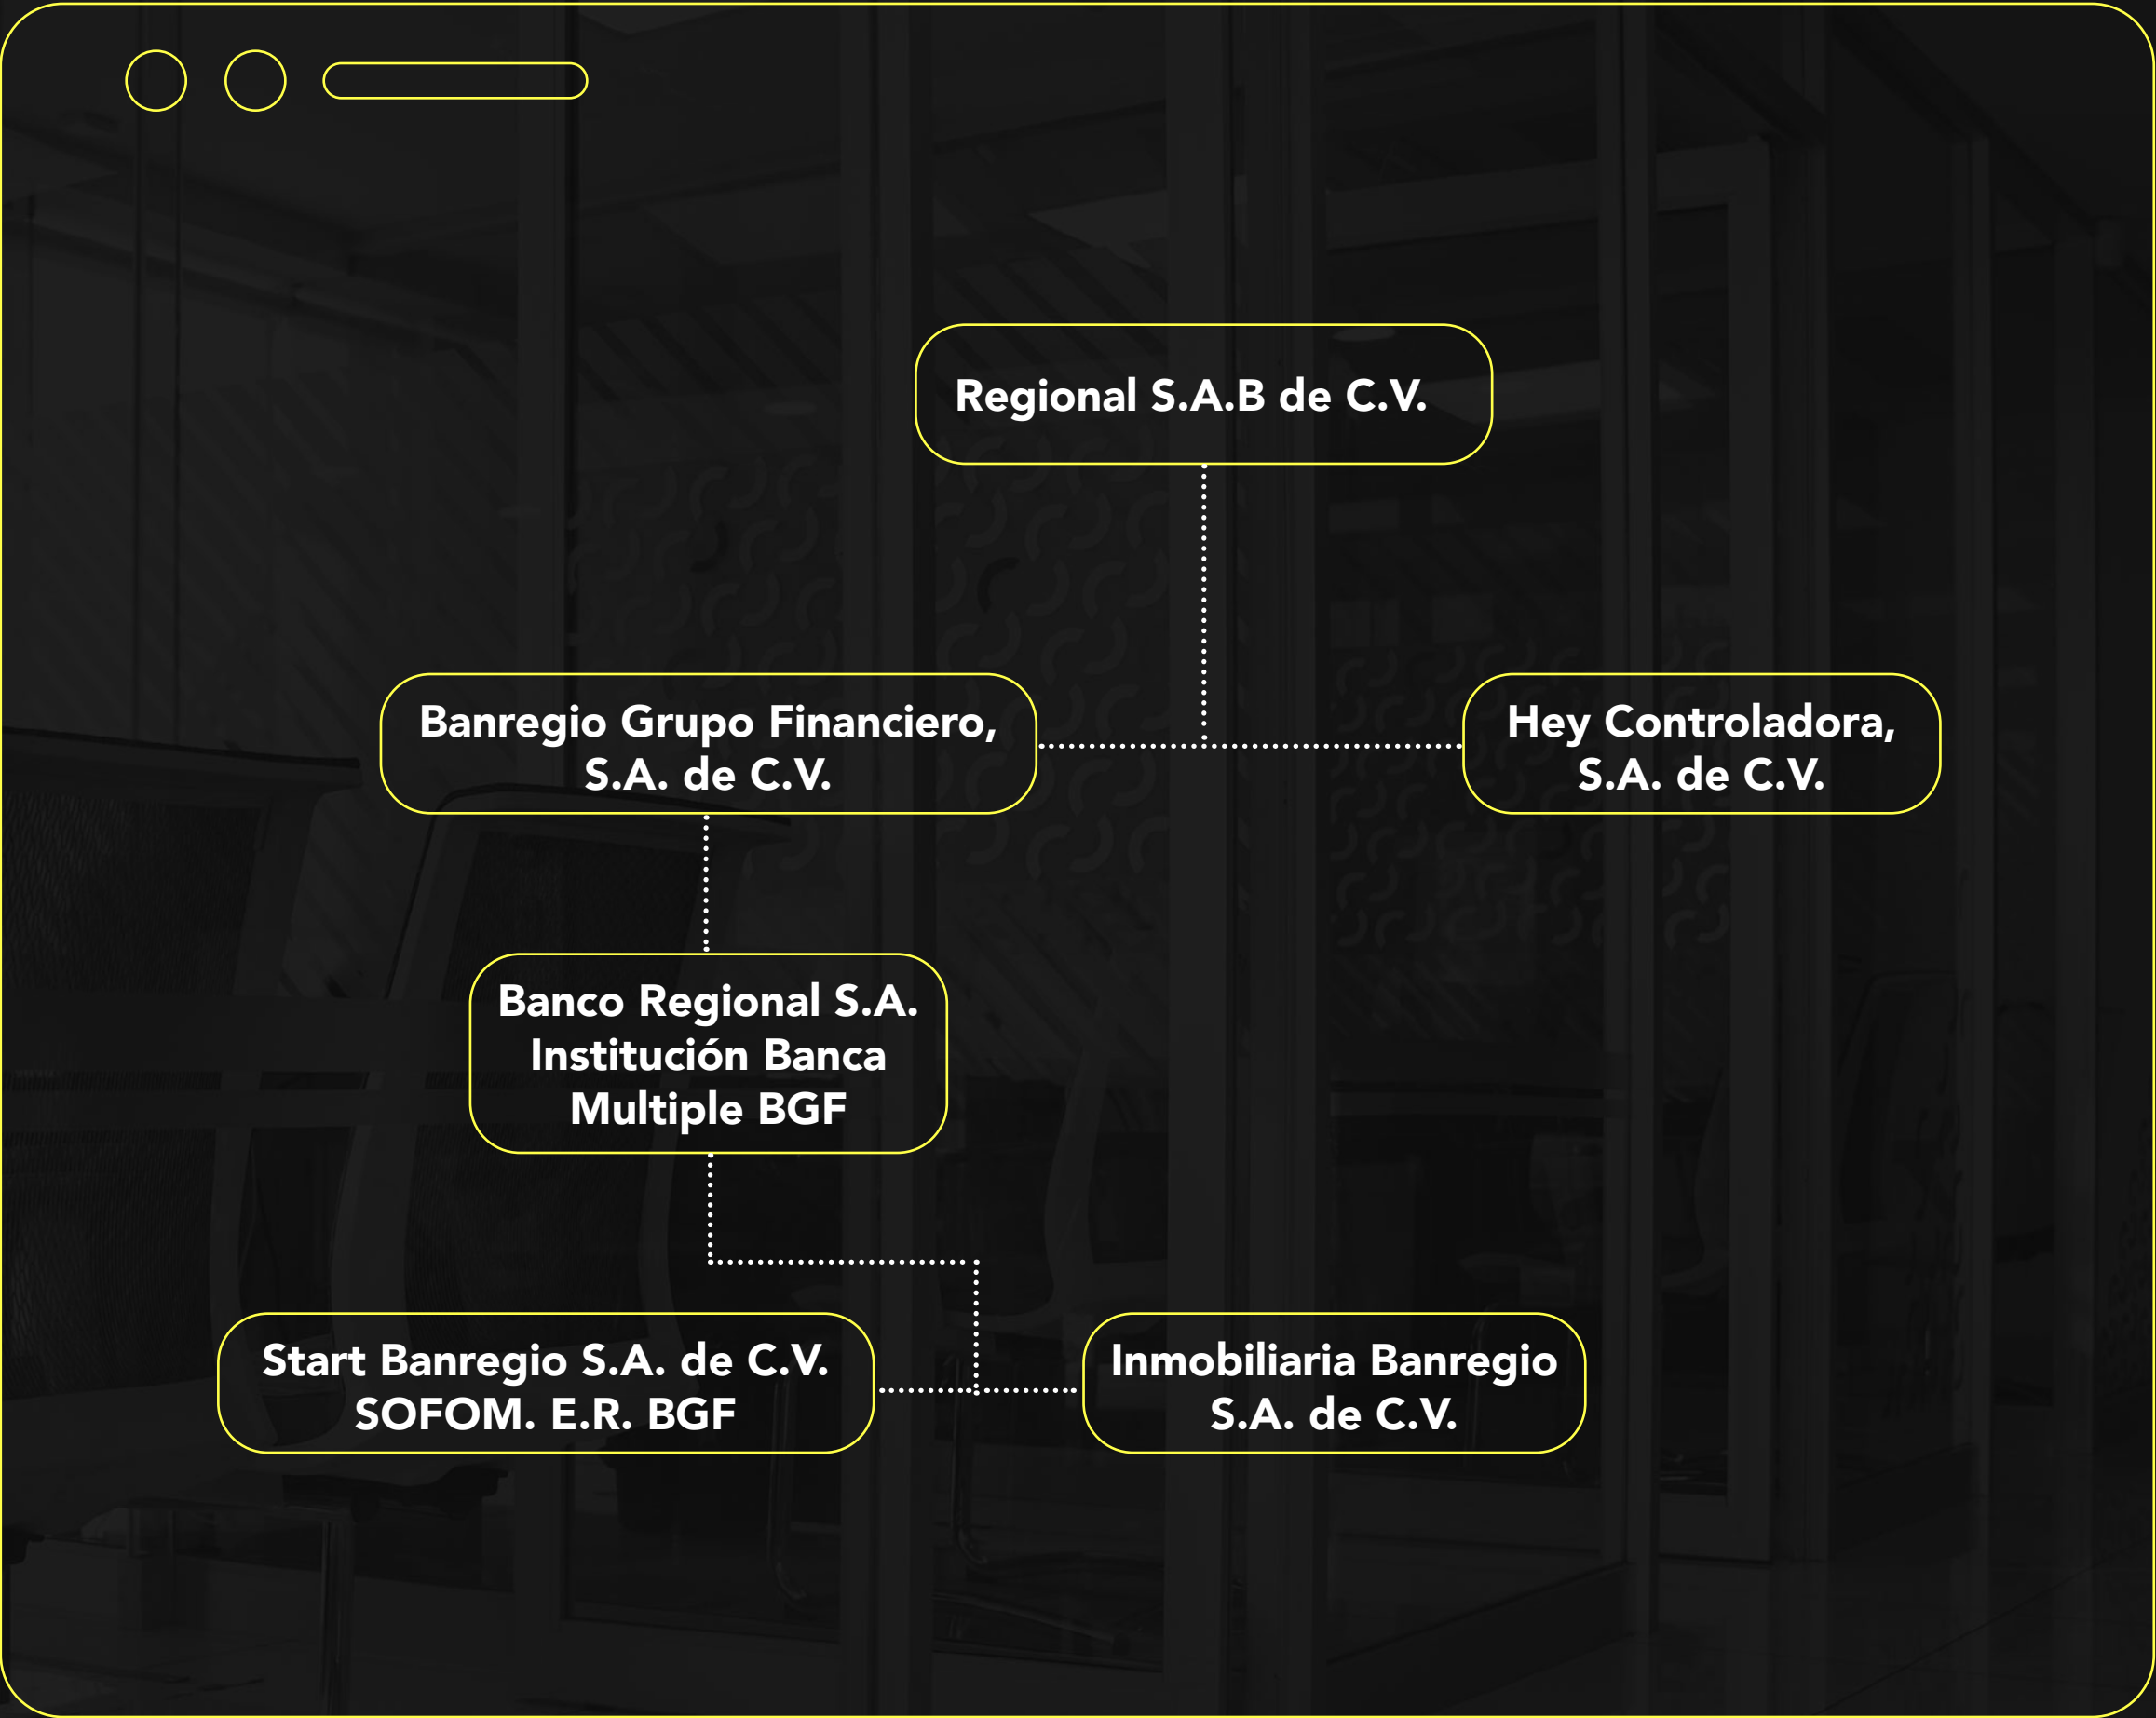 Regional S.A.B de C.V.
Banregio Grupo Financiero,
S.A. de C.V.
Hey Controladora,
S.A. de C.V.
Banco Regional S.A.
Institución Banca
Multiple BGF
Start Banregio S.A. de C.V.
SOFOM. E.R. BGF
Inmobiliaria Banregio
S.A. de C.V.